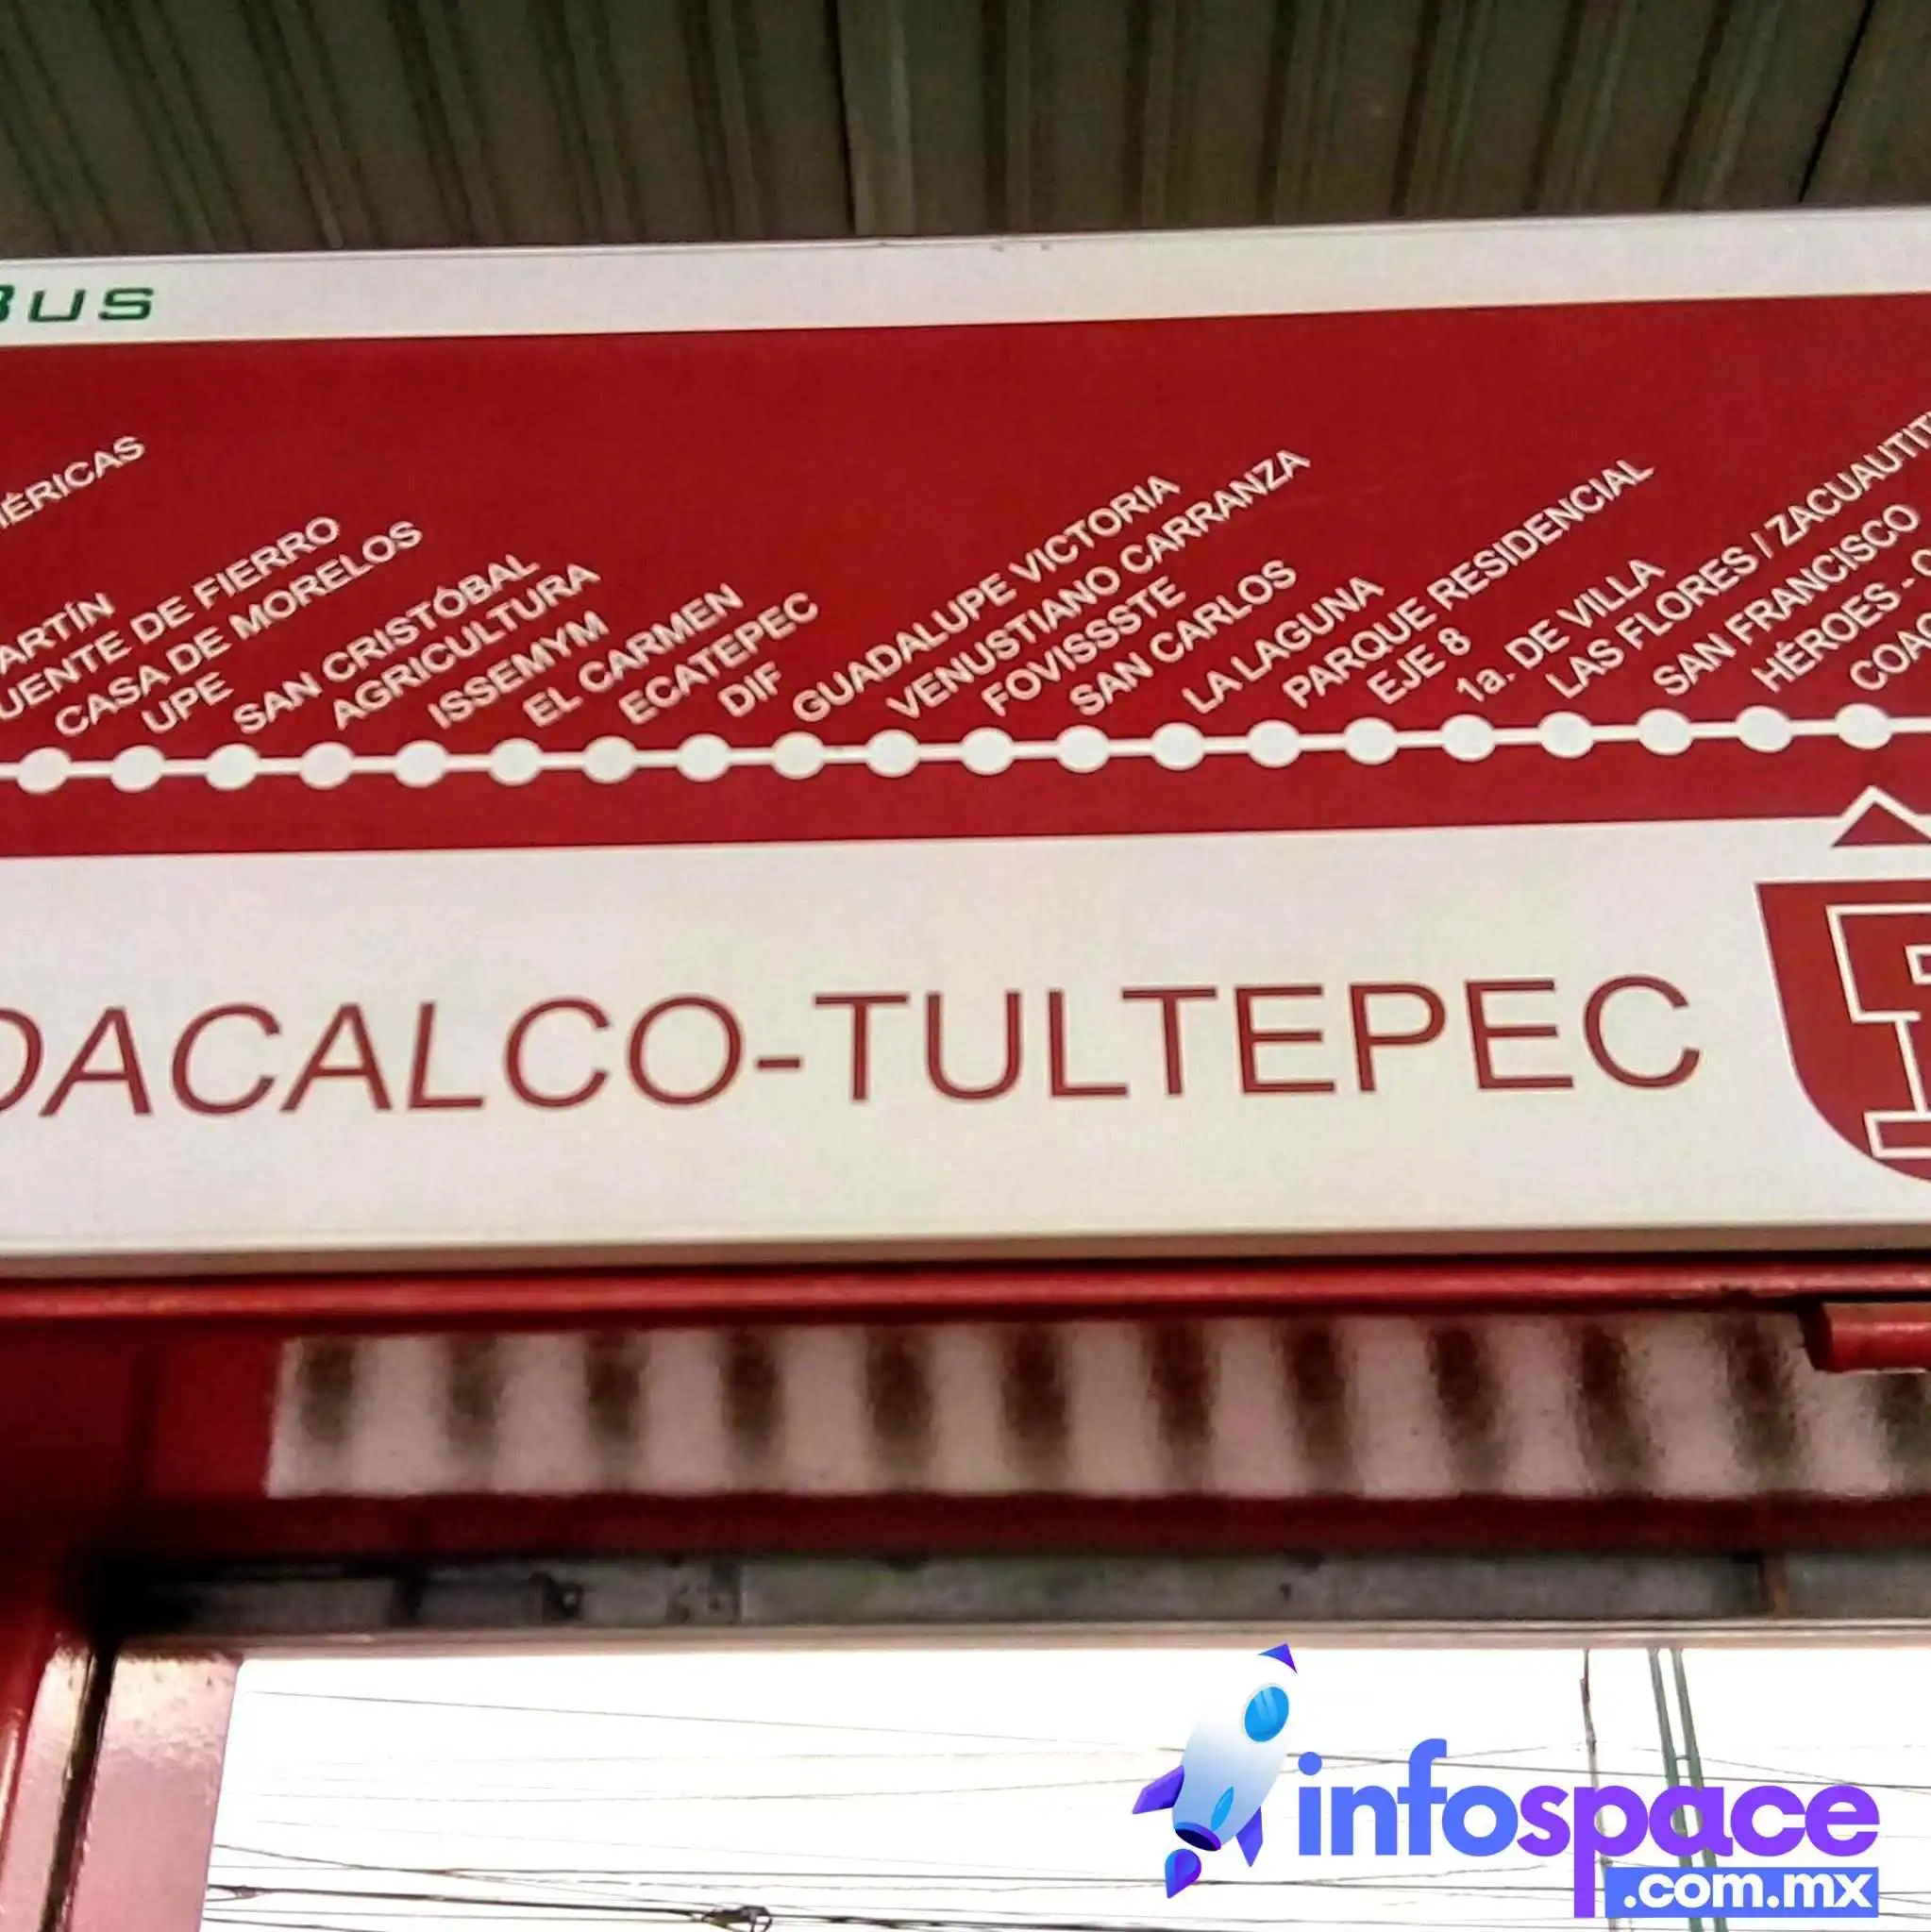 Bus
ÉRICAS
ARTÍN
UENTE DE FIERRO
CASA DE MORELOS
UPE
SAN CRISTÓBAL
AGRICULTURA
ISSEMYM
EL CARMEN
ECATEPEC
DIF
GUADALUPE VICTORIA
VENUSTIANO CARRANZA
FOVISSSTE
SAN CARLOS
LA LAGUNA
PARQUE RESIDENCIAL
EJE 8
1a. DE VILLA
LAS FLORES / ZACUAUTIT
SAN FRANCISCO
HÉROES -
COA
DACALCO-TULTEPEC
infospace
.com.mx